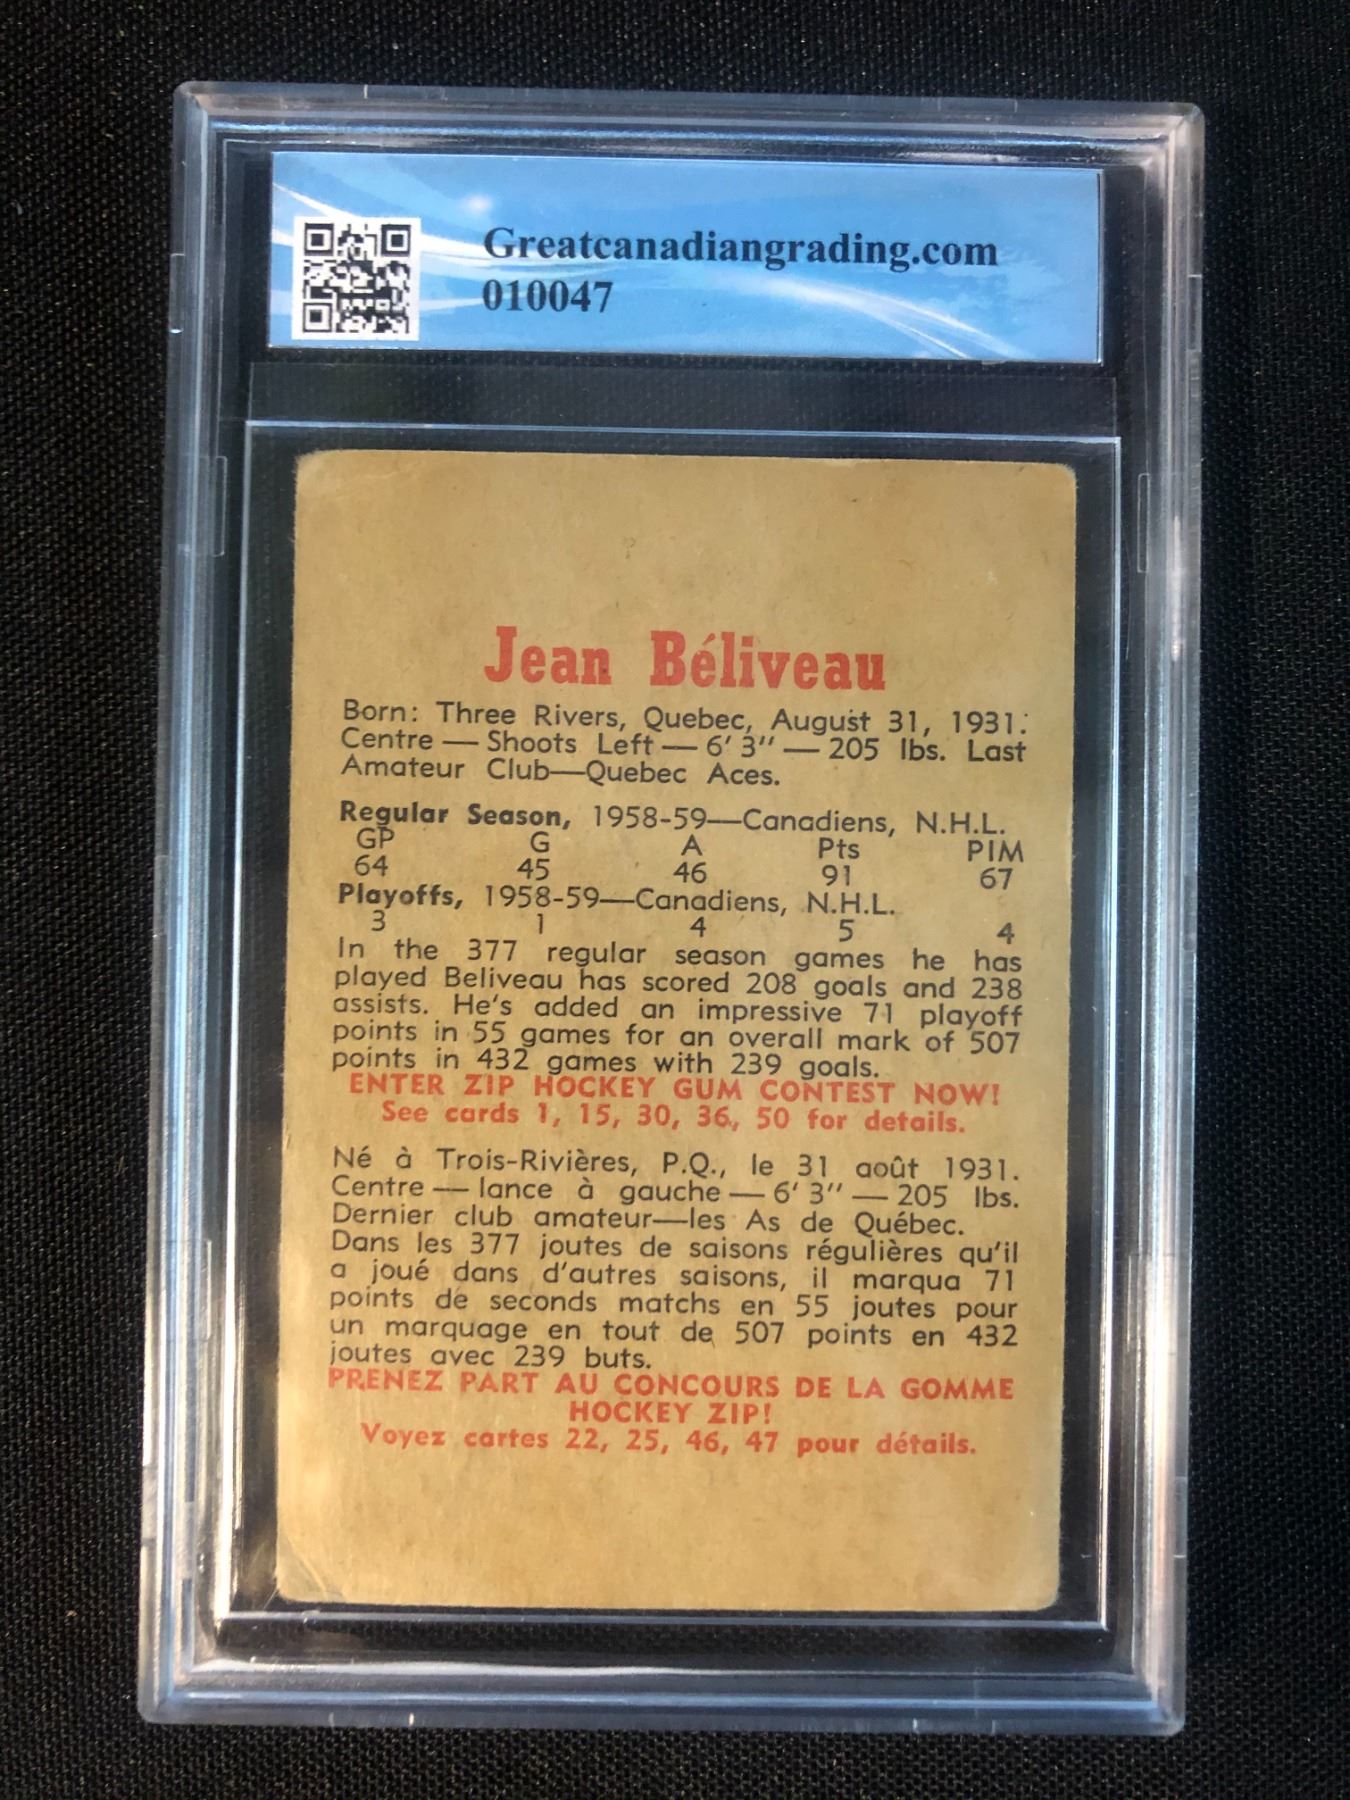 Greatcanadiangrading.com
010047
Jean Béliveau
Born: Three Rivers, Quebec, August 31, 1931.
Centre — Shoots Left — 6' 3" — 205 lbs. Last
Amateur Club—Quebec Aces.
Regular Season, 1958-59—Canadiens, N.H.L.
GP G A Pts PIM
64 45 46 91 67
Playoffs, 1958-59—Canadiens, N.H.L.
3 1 4 5 4
In the 377 regular season games he has
played Beliveau has scored 208 goals and 238
assists. He's added an impressive 71 playoff
points in 55 games for an overall mark of 507
points in 432 games with 239 goals.
ENTER ZIP HOCKEY GUM CONTEST NOW!
See cards 1, 15, 30, 36, 50 for details.
Né à Trois-Rivières, P.Q., le 31 août 1931.
Centre — lance à gauche — 6' 3" — 205 lbs.
Dernier club amateur—les As de Québec.
Dans les 377 joutes de saisons régulières qu'il
a joué dans d'autres saisons, il marqua 71
points de seconds matchs en 55 joutes pour
un marquage en tout de 507 points en 432
joutes avec 239 buts.
PRENEZ PART AU CONCOURS DE LA GOMME
HOCKEY ZIP!
Voyez cartes 22, 25, 46, 47 pour détails.